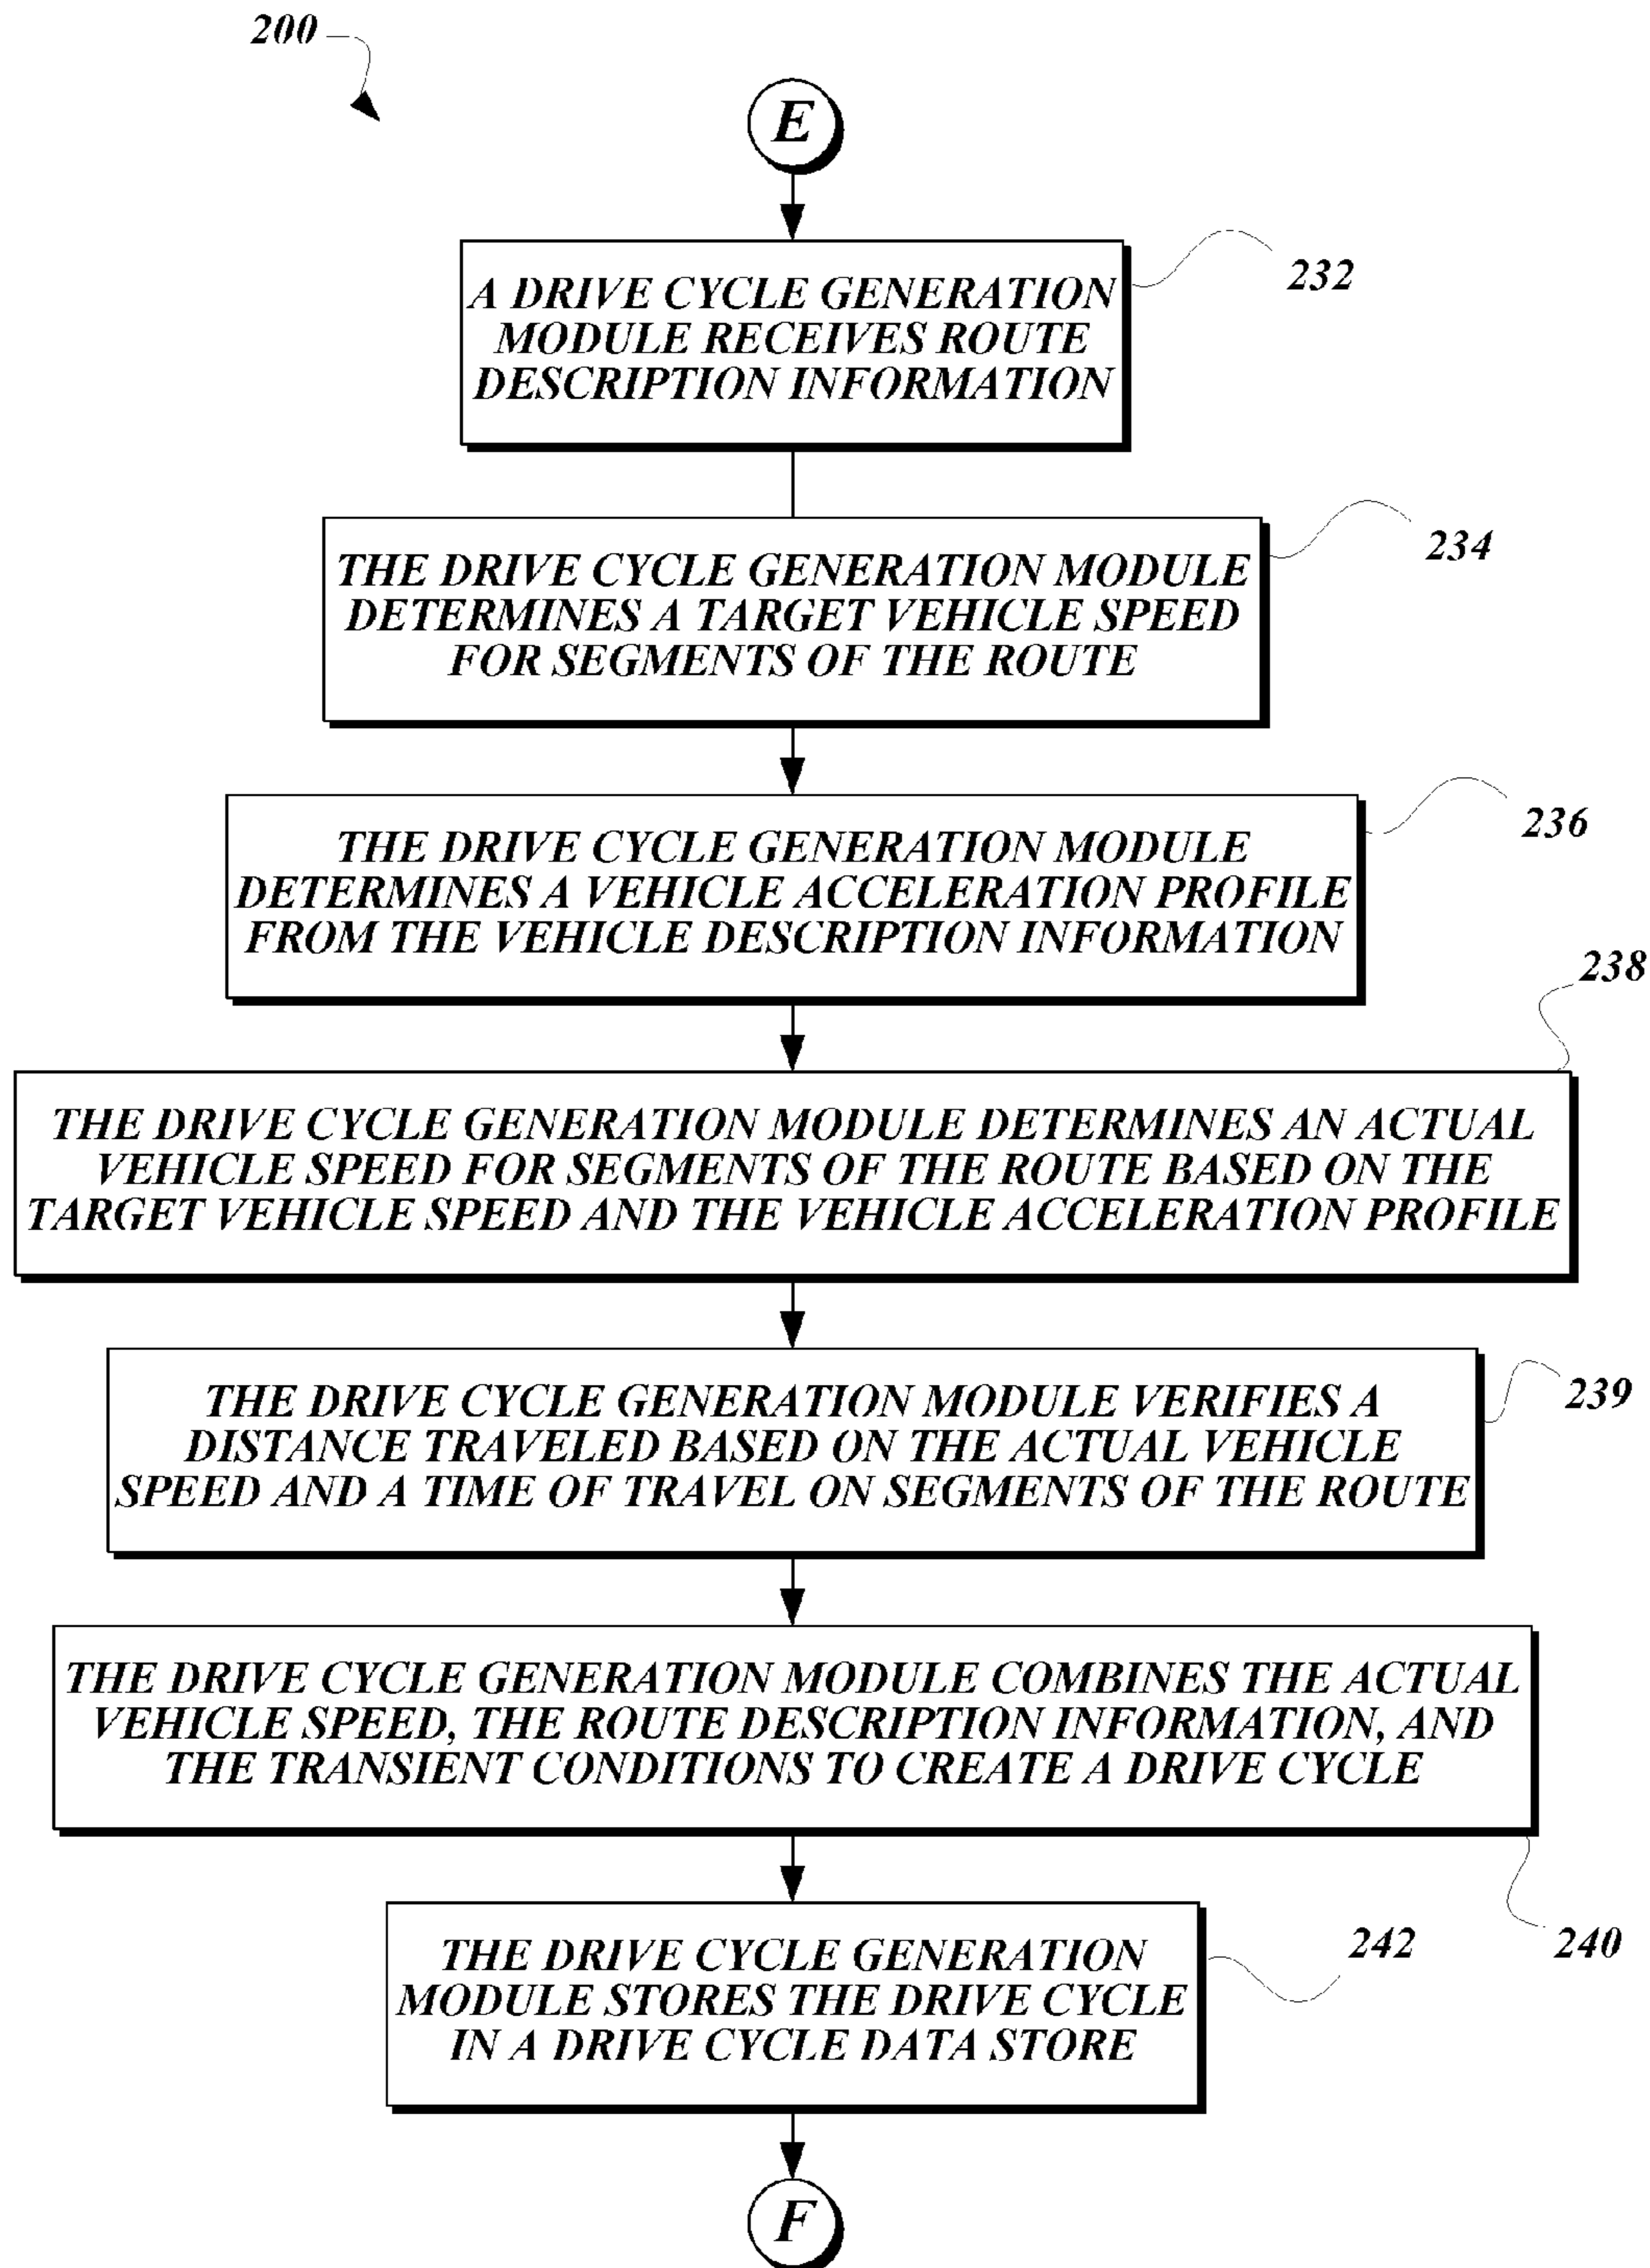 200
E
A DRIVE CYCLE GENERATION
MODULE RECEIVES ROUTE
DESCRIPTION INFORMATION
232
THE DRIVE CYCLE GENERATION MODULE
DETERMINES A TARGET VEHICLE SPEED
FOR SEGMENTS OF THE ROUTE
234
THE DRIVE CYCLE GENERATION MODULE
DETERMINES A VEHICLE ACCELERATION PROFILE
FROM THE VEHICLE DESCRIPTION INFORMATION
236
238
THE DRIVE CYCLE GENERATION MODULE DETERMINES AN ACTUAL
VEHICLE SPEED FOR SEGMENTS OF THE ROUTE BASED ON THE
TARGET VEHICLE SPEED AND THE VEHICLE ACCELERATION PROFILE
THE DRIVE CYCLE GENERATION MODULE VERIFIES A
DISTANCE TRAVELED BASED ON THE ACTUAL VEHICLE
SPEED AND A TIME OF TRAVEL ON SEGMENTS OF THE ROUTE
239
THE DRIVE CYCLE GENERATION MODULE COMBINES THE ACTUAL
VEHICLE SPEED, THE ROUTE DESCRIPTION INFORMATION, AND
THE TRANSIENT CONDITIONS TO CREATE A DRIVE CYCLE
240
THE DRIVE CYCLE GENERATION
MODULE STORES THE DRIVE CYCLE
IN A DRIVE CYCLE DATA STORE
242
F